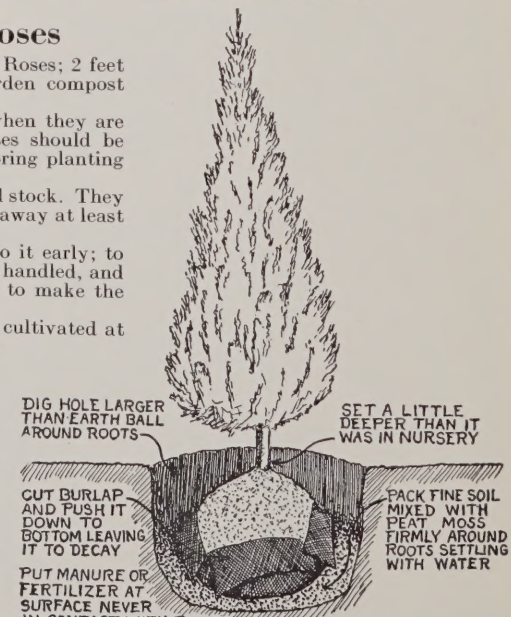 oses
Roses; 2 feet
rden compost
hen they are
es should be
ring planting
l stock. They
away at least
o it early; to
handled, and
to make the
cultivated at
DIG HOLE LARGER
THAN EARTH BALL
AROUND ROOTS
SET A LITTLE
DEEPER THAN IT
WAS IN NURSERY
CUT BURLAP
AND PUSH IT
DOWN TO
BOTTOM LEAVING
IT TO DECAY
PACK FINE SOIL
MIXED WITH
PEAT MOSS
FIRMLY AROUND
ROOTS SETTLING
WITH WATER
PUT MANURE OR
FERTILIZER AT
SURFACE NEVER